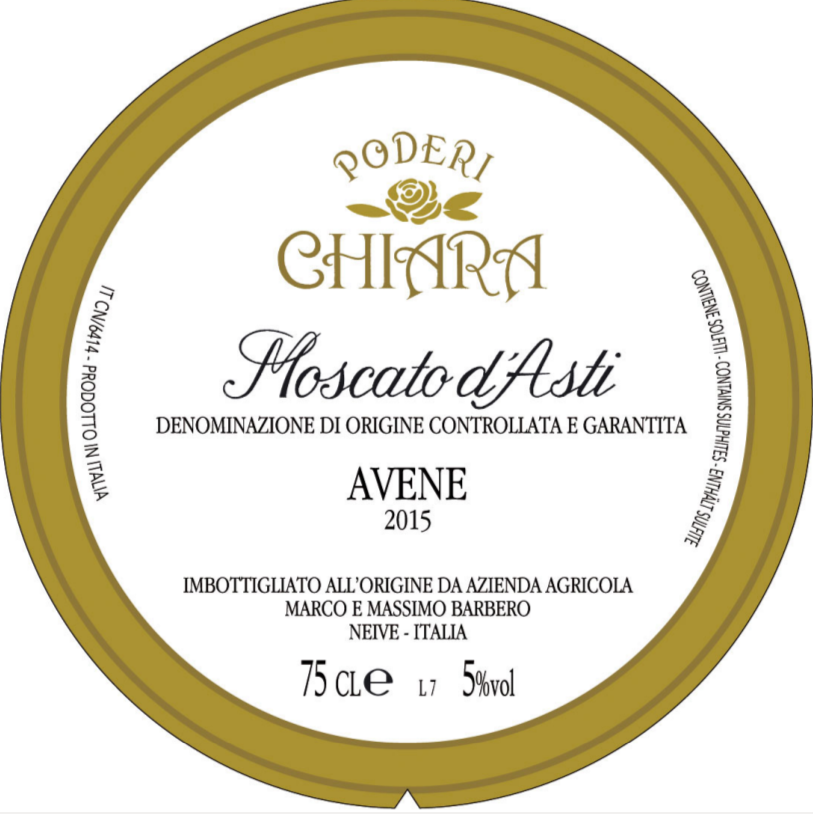 PODERI
CHIARA
Moscato d'Asti
DENOMINAZIONE DI ORIGINE CONTROLLATA E GARANTITA
AVENE
2015
IMBOTTIGLIATO ALL'ORIGINE DA AZIENDA AGRICOLA
MARCO E MASSIMO BARBERO
NEIVE - ITALIA
75 CL e L 7 5%vol
IT CN/6414 - PRODOTTO IN ITALIA
CONTIENE SOLFITI - CONTAINS SULPHITES - ENTHÄLT SULFITE